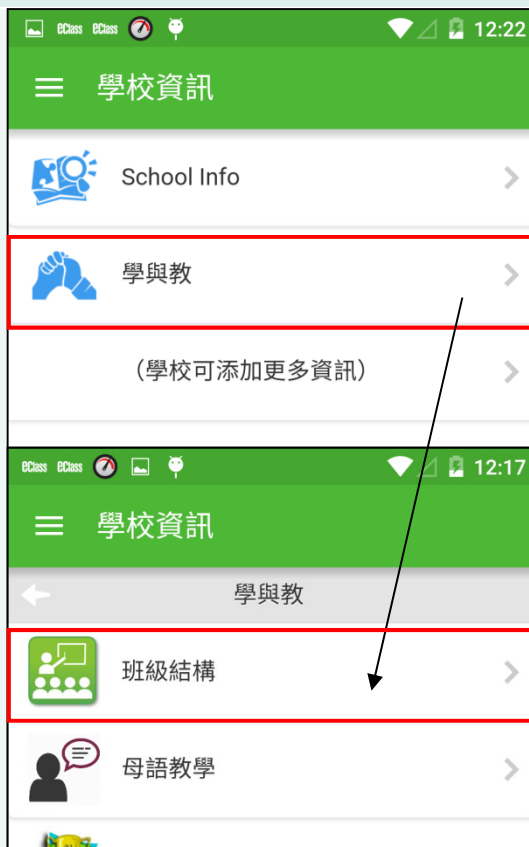 eClass eClass 12:22
學校資訊
School Info
學與教
（學校可添加更多資訊）
eClass eClass 12:17
學校資訊
學與教
班級結構
母語教學